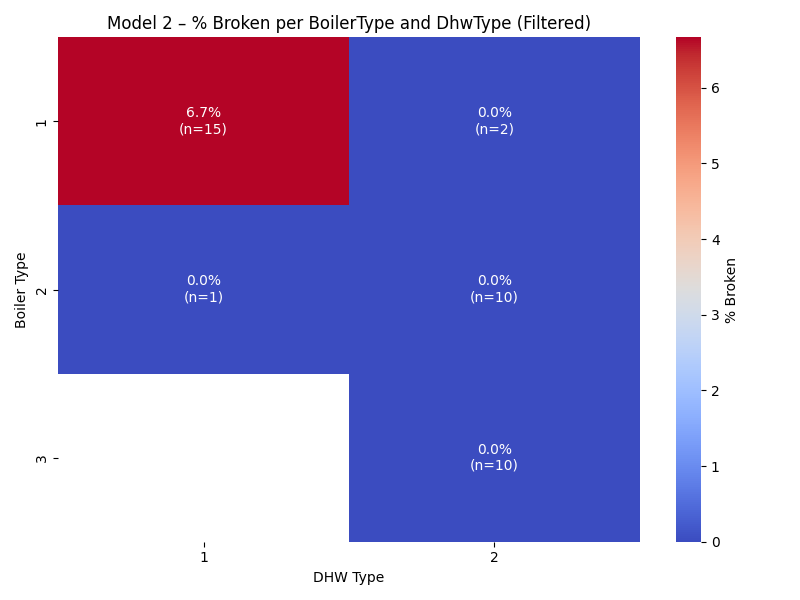 Model 2 – % Broken per BoilerType and DhwType (Filtered)
6.7%
(n=15)
0.0%
(n=2)
0.0%
(n=1)
0.0%
(n=10)
0.0%
(n=10)
1
2
3
Boiler Type
1
2
DHW Type
6
5
4
3
2
1
0
% Broken